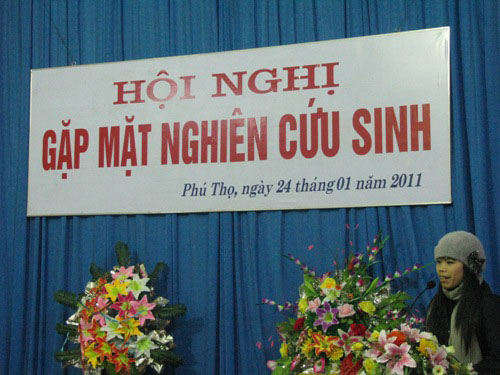 HỘI NGHỊ
GẶP MẶT NGHIÊN CỨU SINH
Phú Thọ, ngày 24 tháng 01 năm 2011